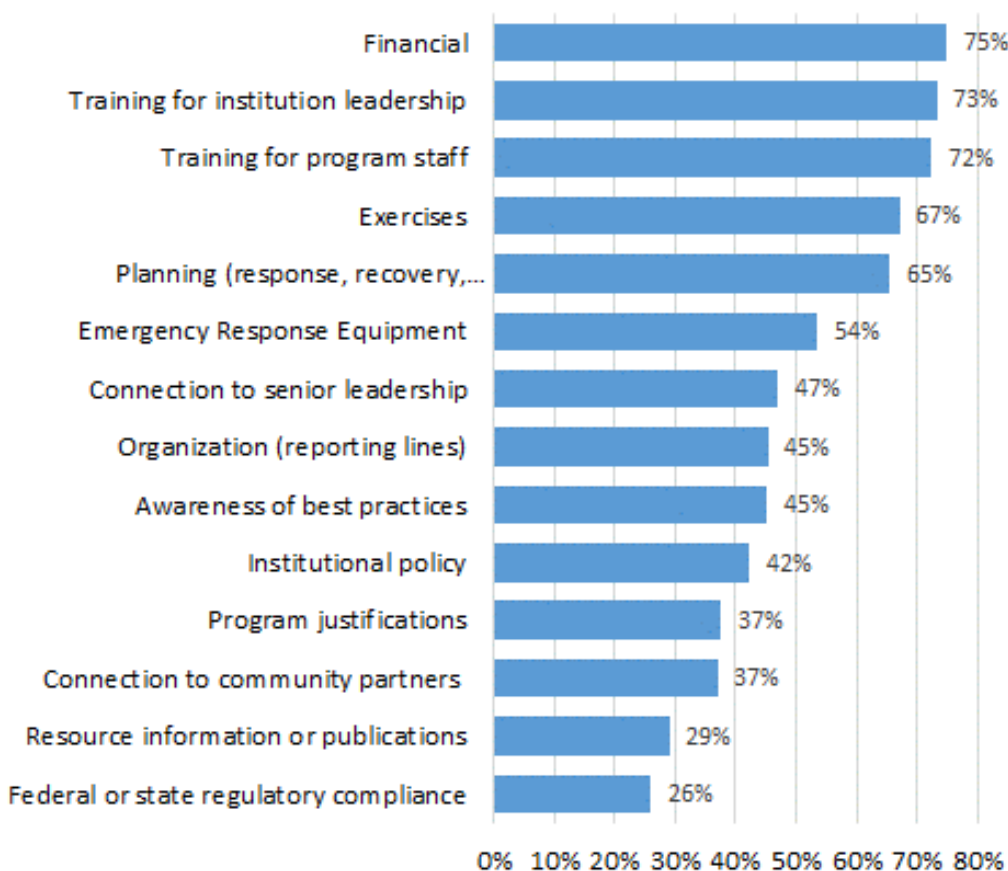 Financial 75%
Training for institution leadership 73%
Training for program staff 72%
Exercises 67%
Planning (response, recovery,... 65%
Emergency Response Equipment 54%
Connection to senior leadership 47%
Organization (reporting lines) 45%
Awareness of best practices 45%
Institutional policy 42%
Program justifications 37%
Connection to community partners 37%
Resource information or publications 29%
Federal or state regulatory compliance 26%
0% 10% 20% 30% 40% 50% 60% 70% 80%